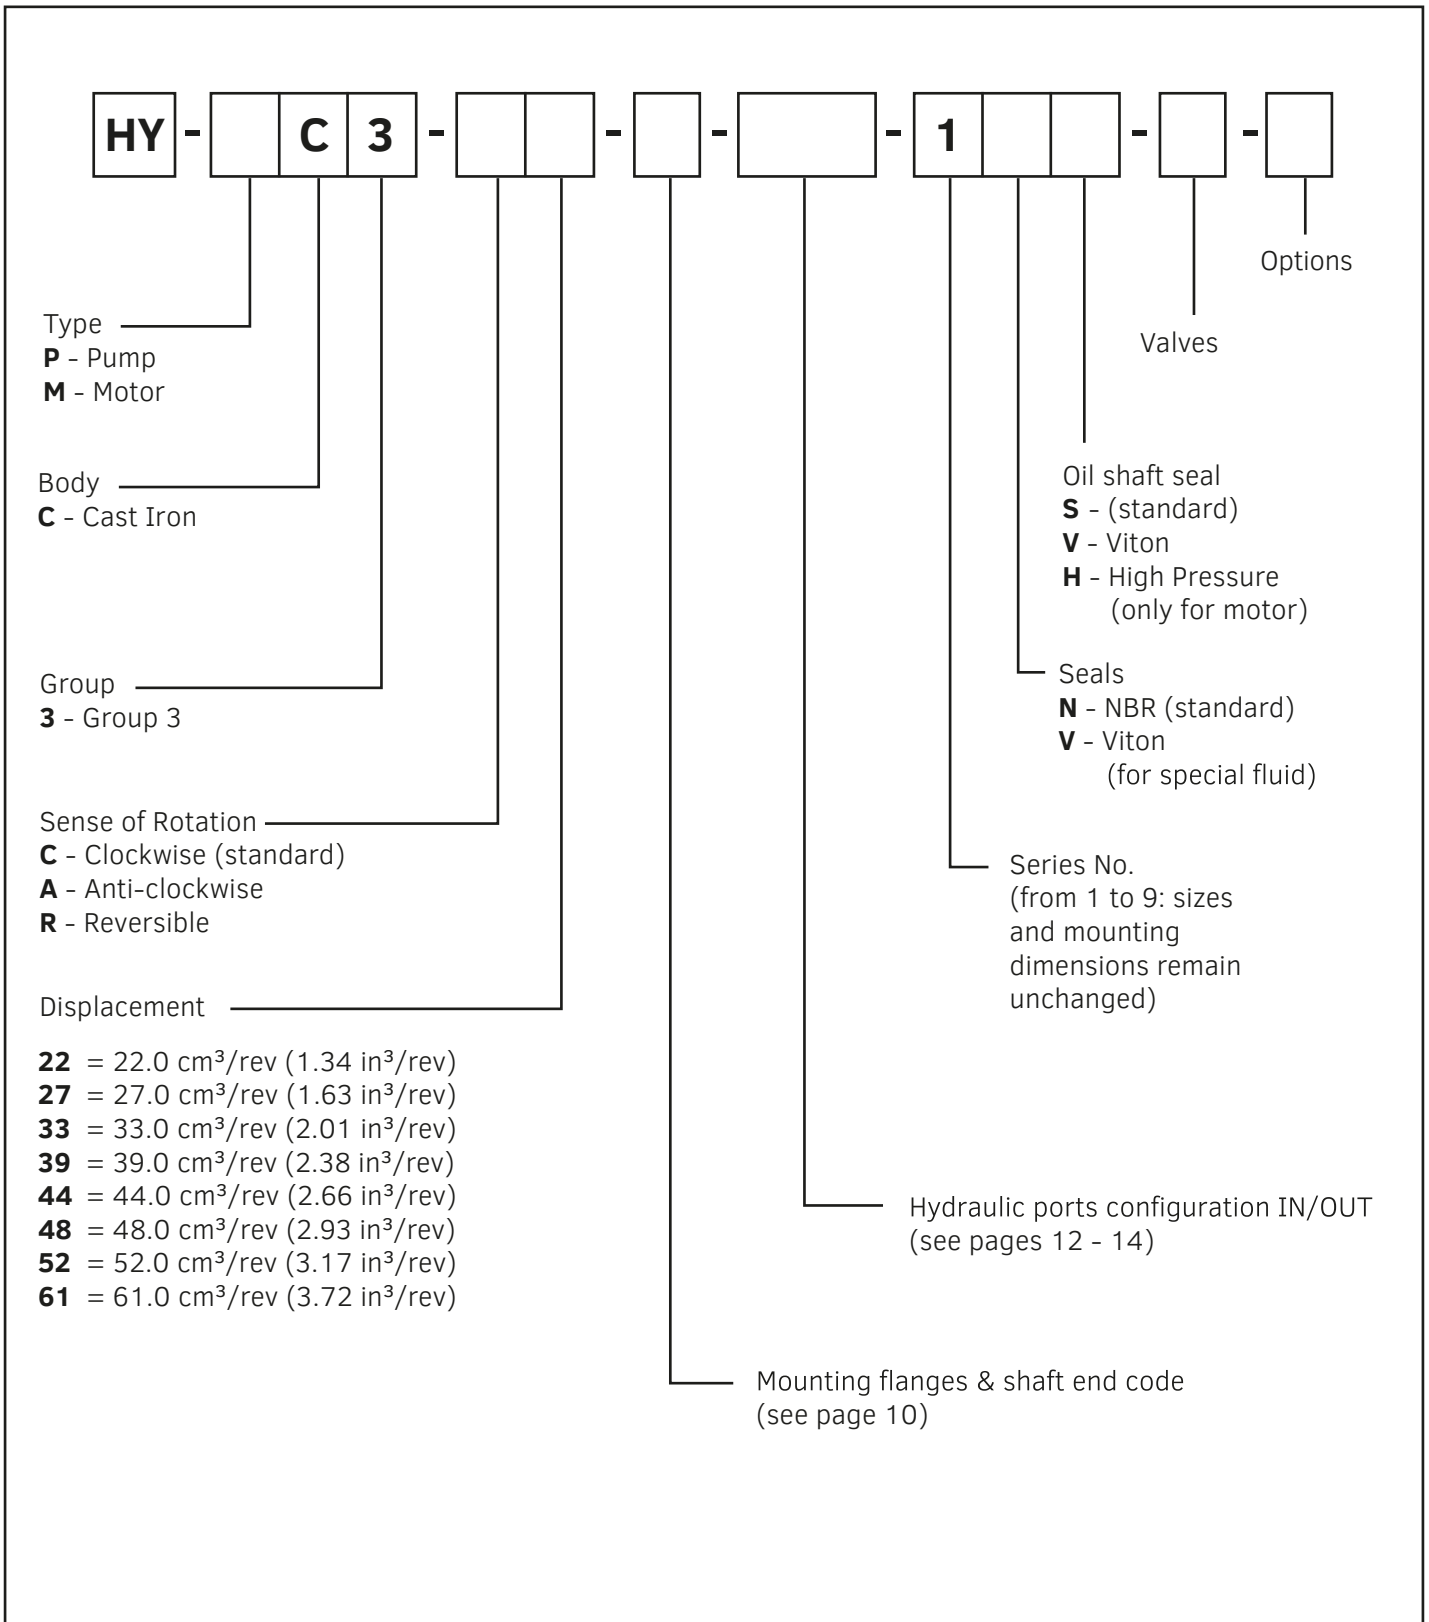 HY - C 3 - - - - 1 - -
Options
Type
P - Pump
M - Motor
Valves
Body
C - Cast Iron
Oil shaft seal
S - (standard)
V - Viton
H - High Pressure
(only for motor)
Group
3 - Group 3
Seals
N - NBR (standard)
V - Viton
(for special fluid)
Sense of Rotation
C - Clockwise (standard)
A - Anti-clockwise
R - Reversible
Series No.
(from 1 to 9: sizes
and mounting
dimensions remain
unchanged)
Displacement
22 = 22.0 cm³/rev (1.34 in³/rev)
27 = 27.0 cm³/rev (1.63 in³/rev)
33 = 33.0 cm³/rev (2.01 in³/rev)
39 = 39.0 cm³/rev (2.38 in³/rev)
44 = 44.0 cm³/rev (2.66 in³/rev)
48 = 48.0 cm³/rev (2.93 in³/rev)
52 = 52.0 cm³/rev (3.17 in³/rev)
61 = 61.0 cm³/rev (3.72 in³/rev)
Hydraulic ports configuration IN/OUT
(see pages 12 - 14)
Mounting flanges & shaft end code
(see page 10)